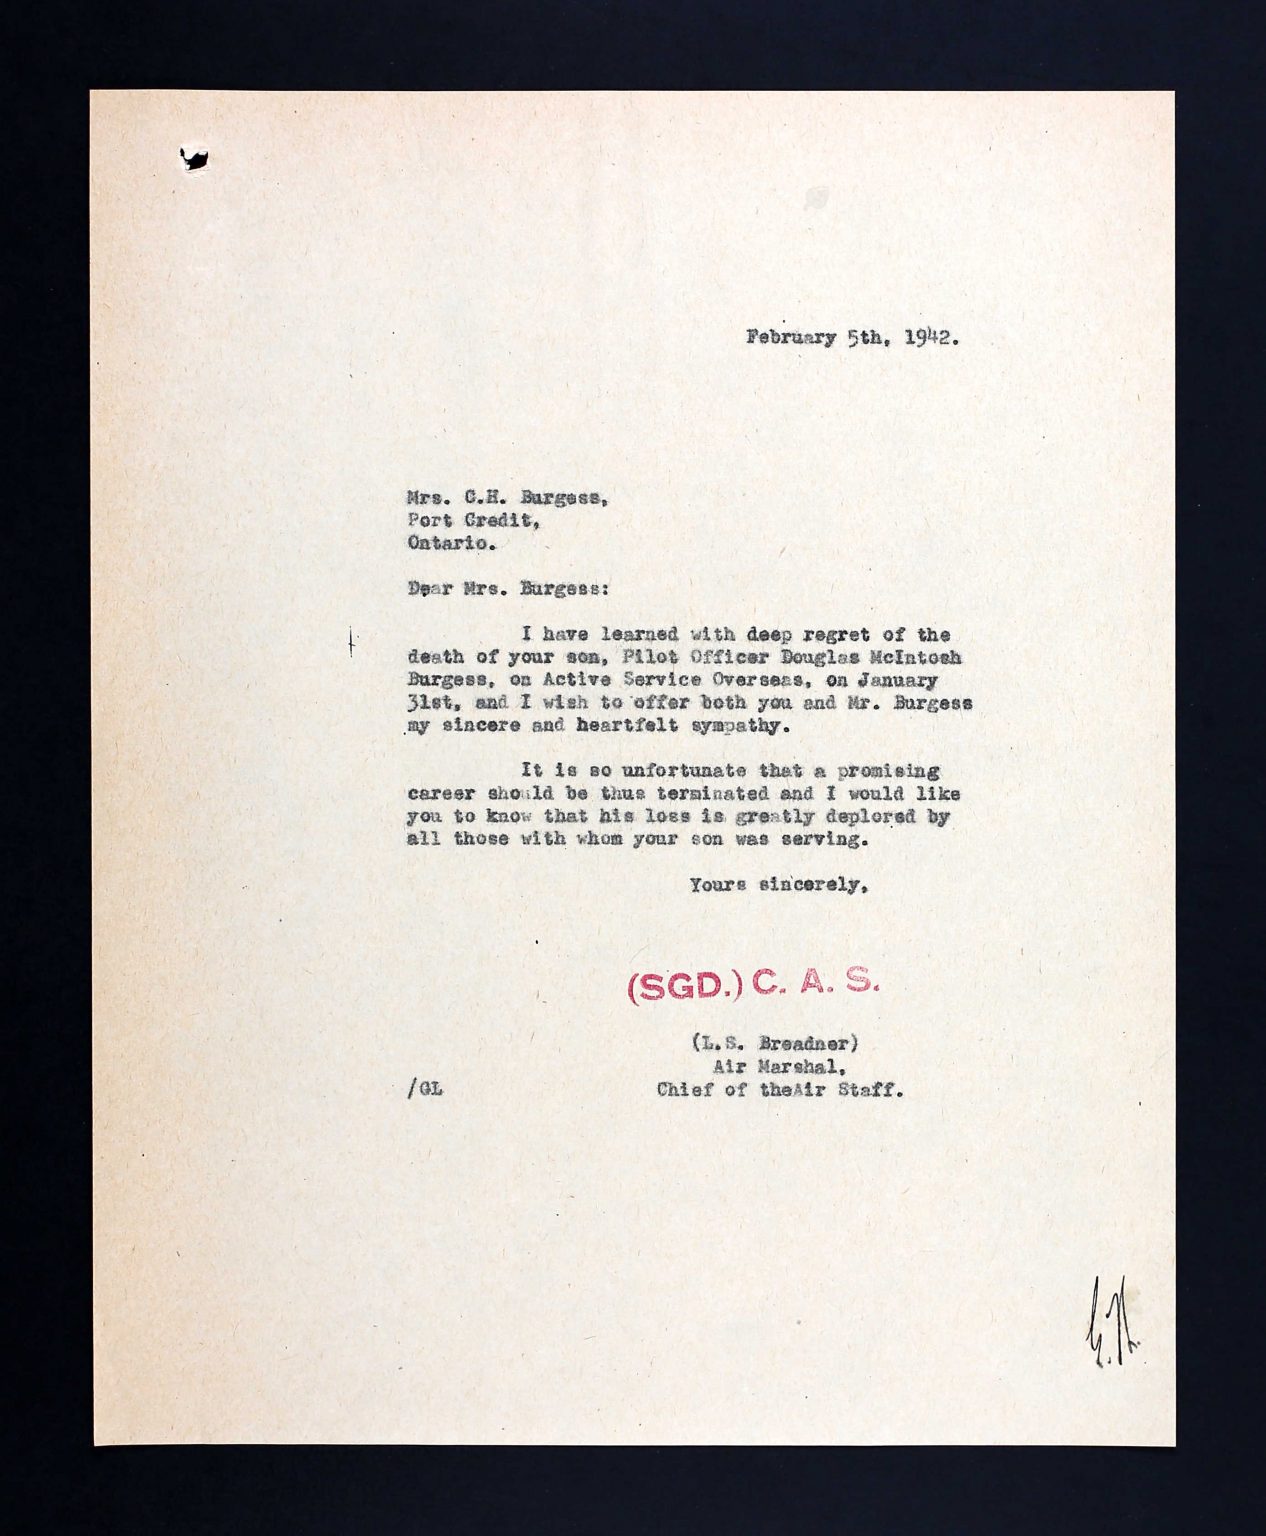 February 5th, 1942.
Mrs. C.H. Burgess,
Port Credit,
Ontario.
Dear Mrs. Burgess:
I have learned with deep regret of the
death of your son, Pilot Officer Douglas McIntosh
Burgess, on Active Service Overseas, on January
31st, and I wish to offer both you and Mr. Burgess
my sincere and heartfelt sympathy.
It is so unfortunate that a promising
career should be thus terminated and I would like
you to know that his loss is greatly deplored by
all those with whom your son was serving.
Yours sincerely,
(SGD.) C. A. S.
(L.S. Breadner)
Air Marshal,
/GL Chief of theAir Staff.